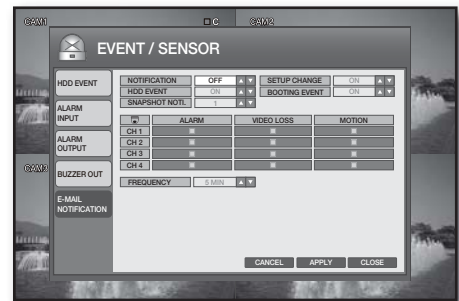 CAM1 C CAM2
EVENT / SENSOR
HDD EVENT
ALARM INPUT
ALARM OUTPUT
BUZZER OUT
E-MAIL NOTIFICATION
NOTIFICATION OFF SETUP CHANGE ON
HDD EVENT ON BOOTING EVENT ON
SNAPSHOT NOTI. 1
ALARM VIDEO LOSS MOTION
CH 1
CH 2
CH 3
CH 4
FREQUENCY 5 MIN
CANCEL APPLY CLOSE
CAM3